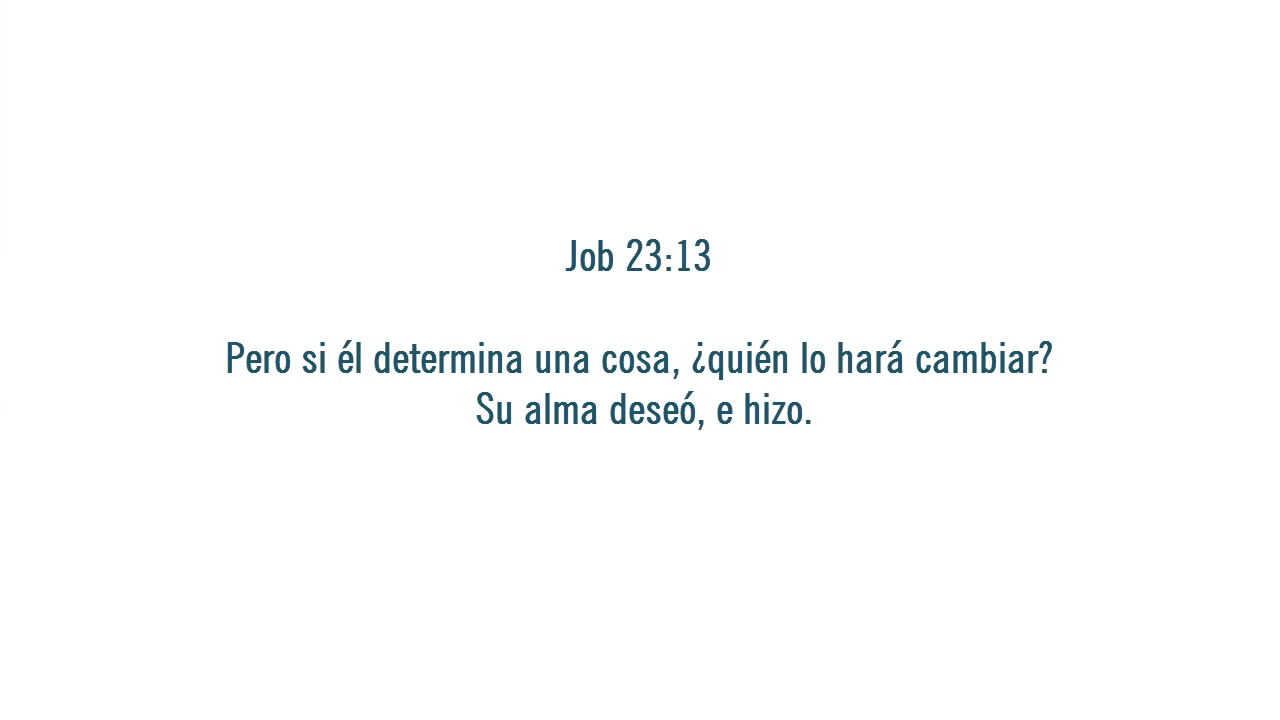 Job 23:13
Pero si él determina una cosa, ¿quién lo hará cambiar?
Su alma deseó, e hizo.